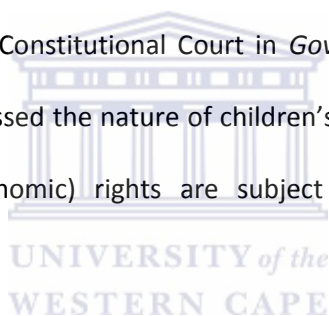 Constitutional Court in Gov
ssed the nature of children's
nomic) rights are subject
UNIVERSITY of the
WESTERN CAPE